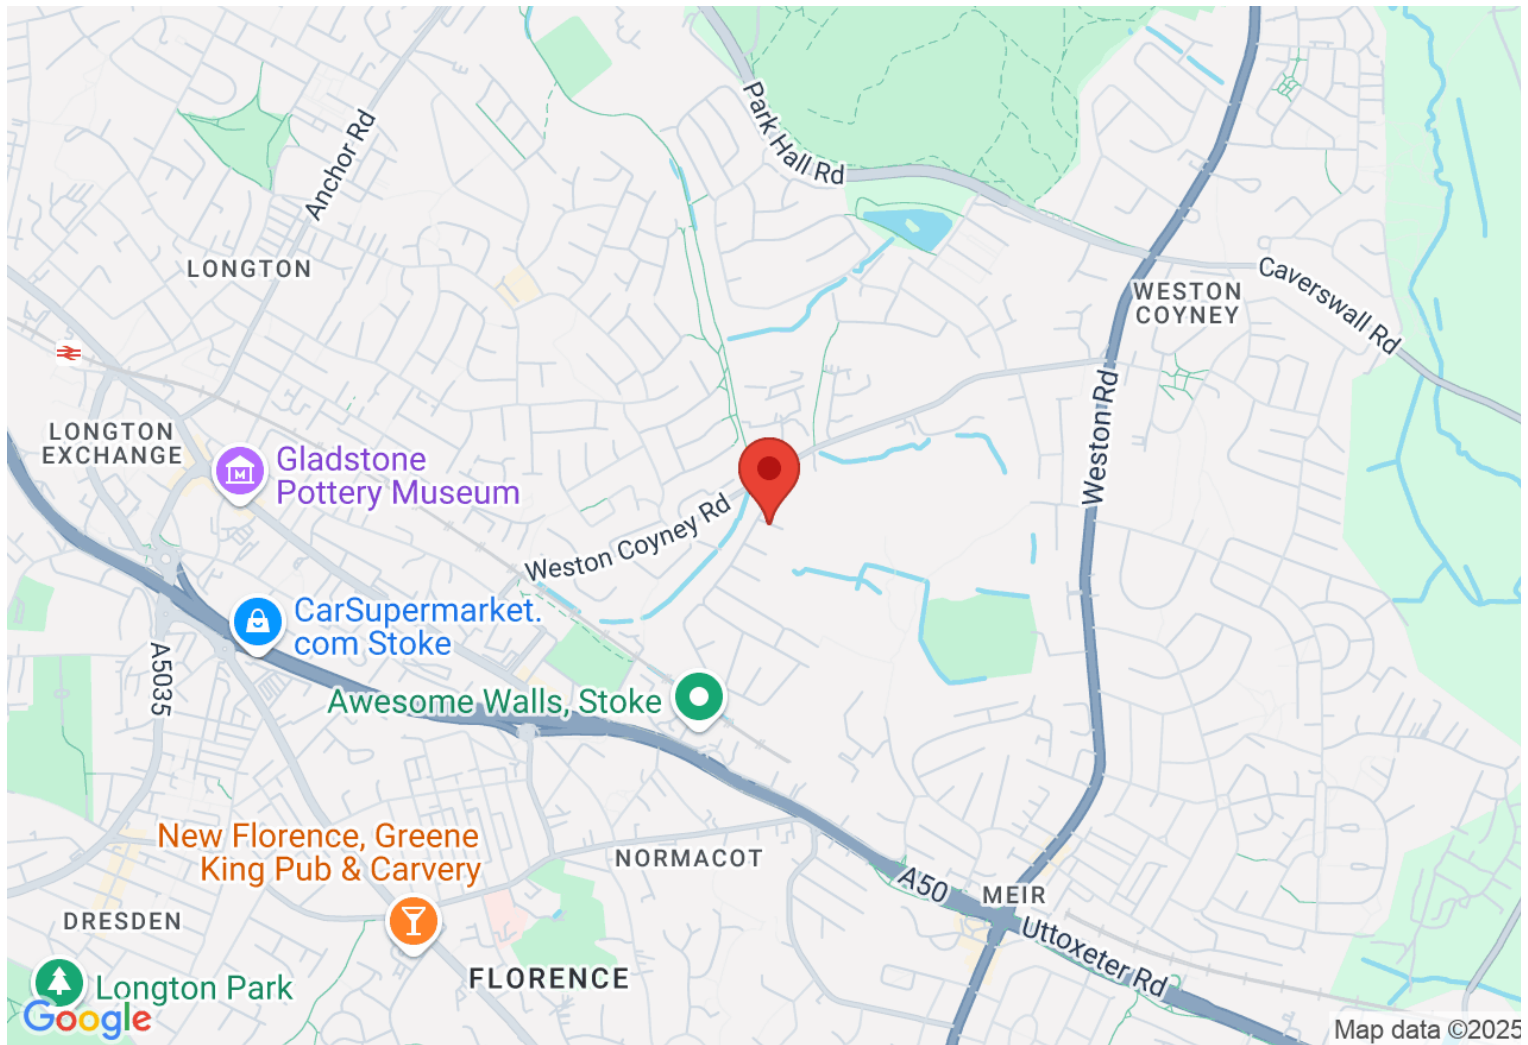 Park Hall Rd
Anchor Rd
LONGTON
Caverswall Rd
WESTON
COYNEY
Weston Rd
LONGTON
EXCHANGE
Gladstone
Pottery Museum
Weston Coyney Rd
CarSupermarket.
com Stoke
A5035
Awesome Walls, Stoke
New Florence, Greene
King Pub & Carvery
NORMACOT
A50
MEIR
DRESDEN
Uttoxeter Rd
FLORENCE
Longton Park
Google
Map data ©2025